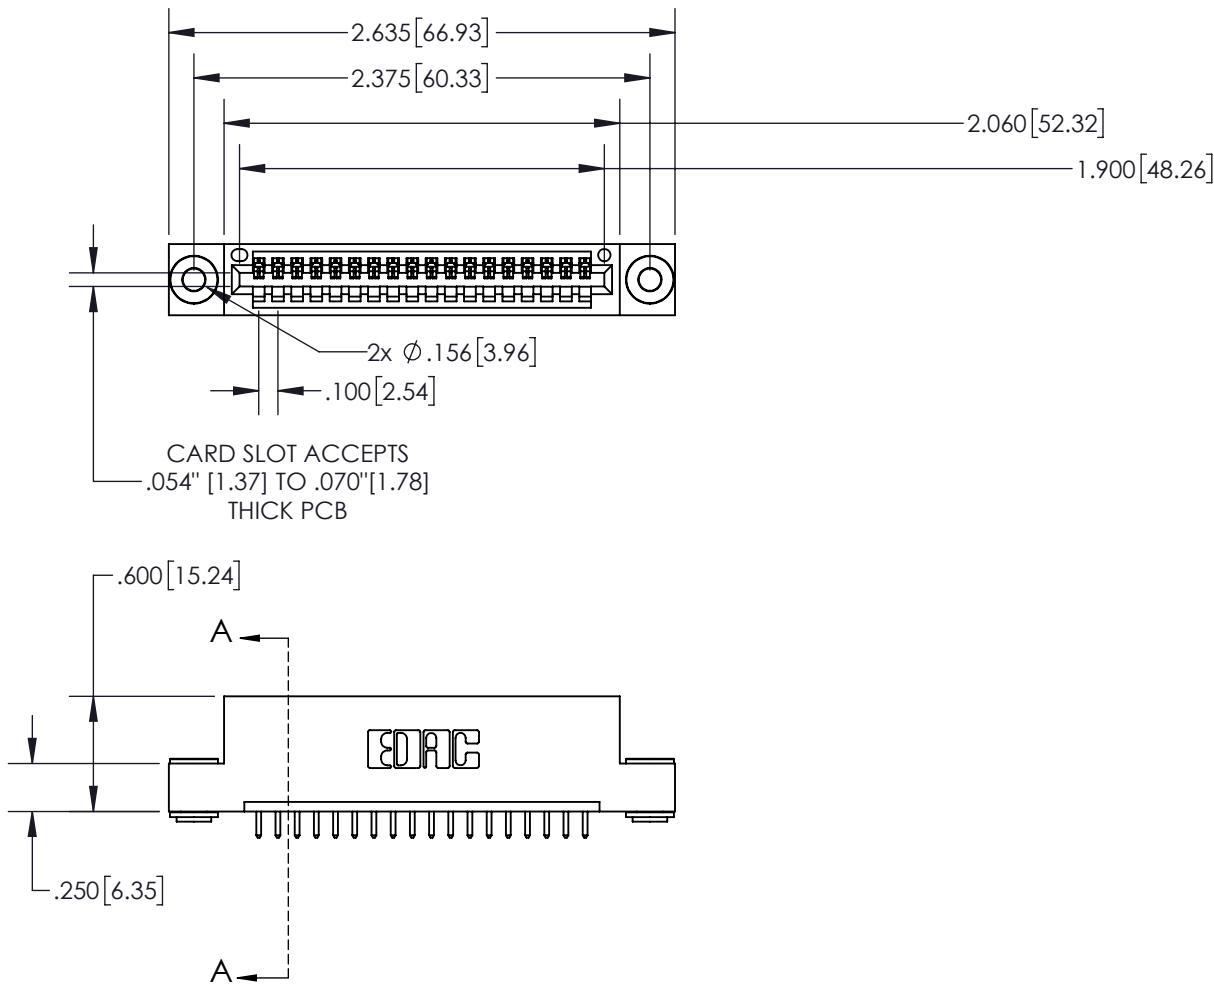 2.635[66.93]
2.375[60.33]
2.060[52.32]
1.900[48.26]
2x Ø.156[3.96]
.100[2.54]
CARD SLOT ACCEPTS
.054" [1.37] TO .070"[1.78]
THICK PCB
.600[15.24]
A
EDAC
.250[6.35]
A